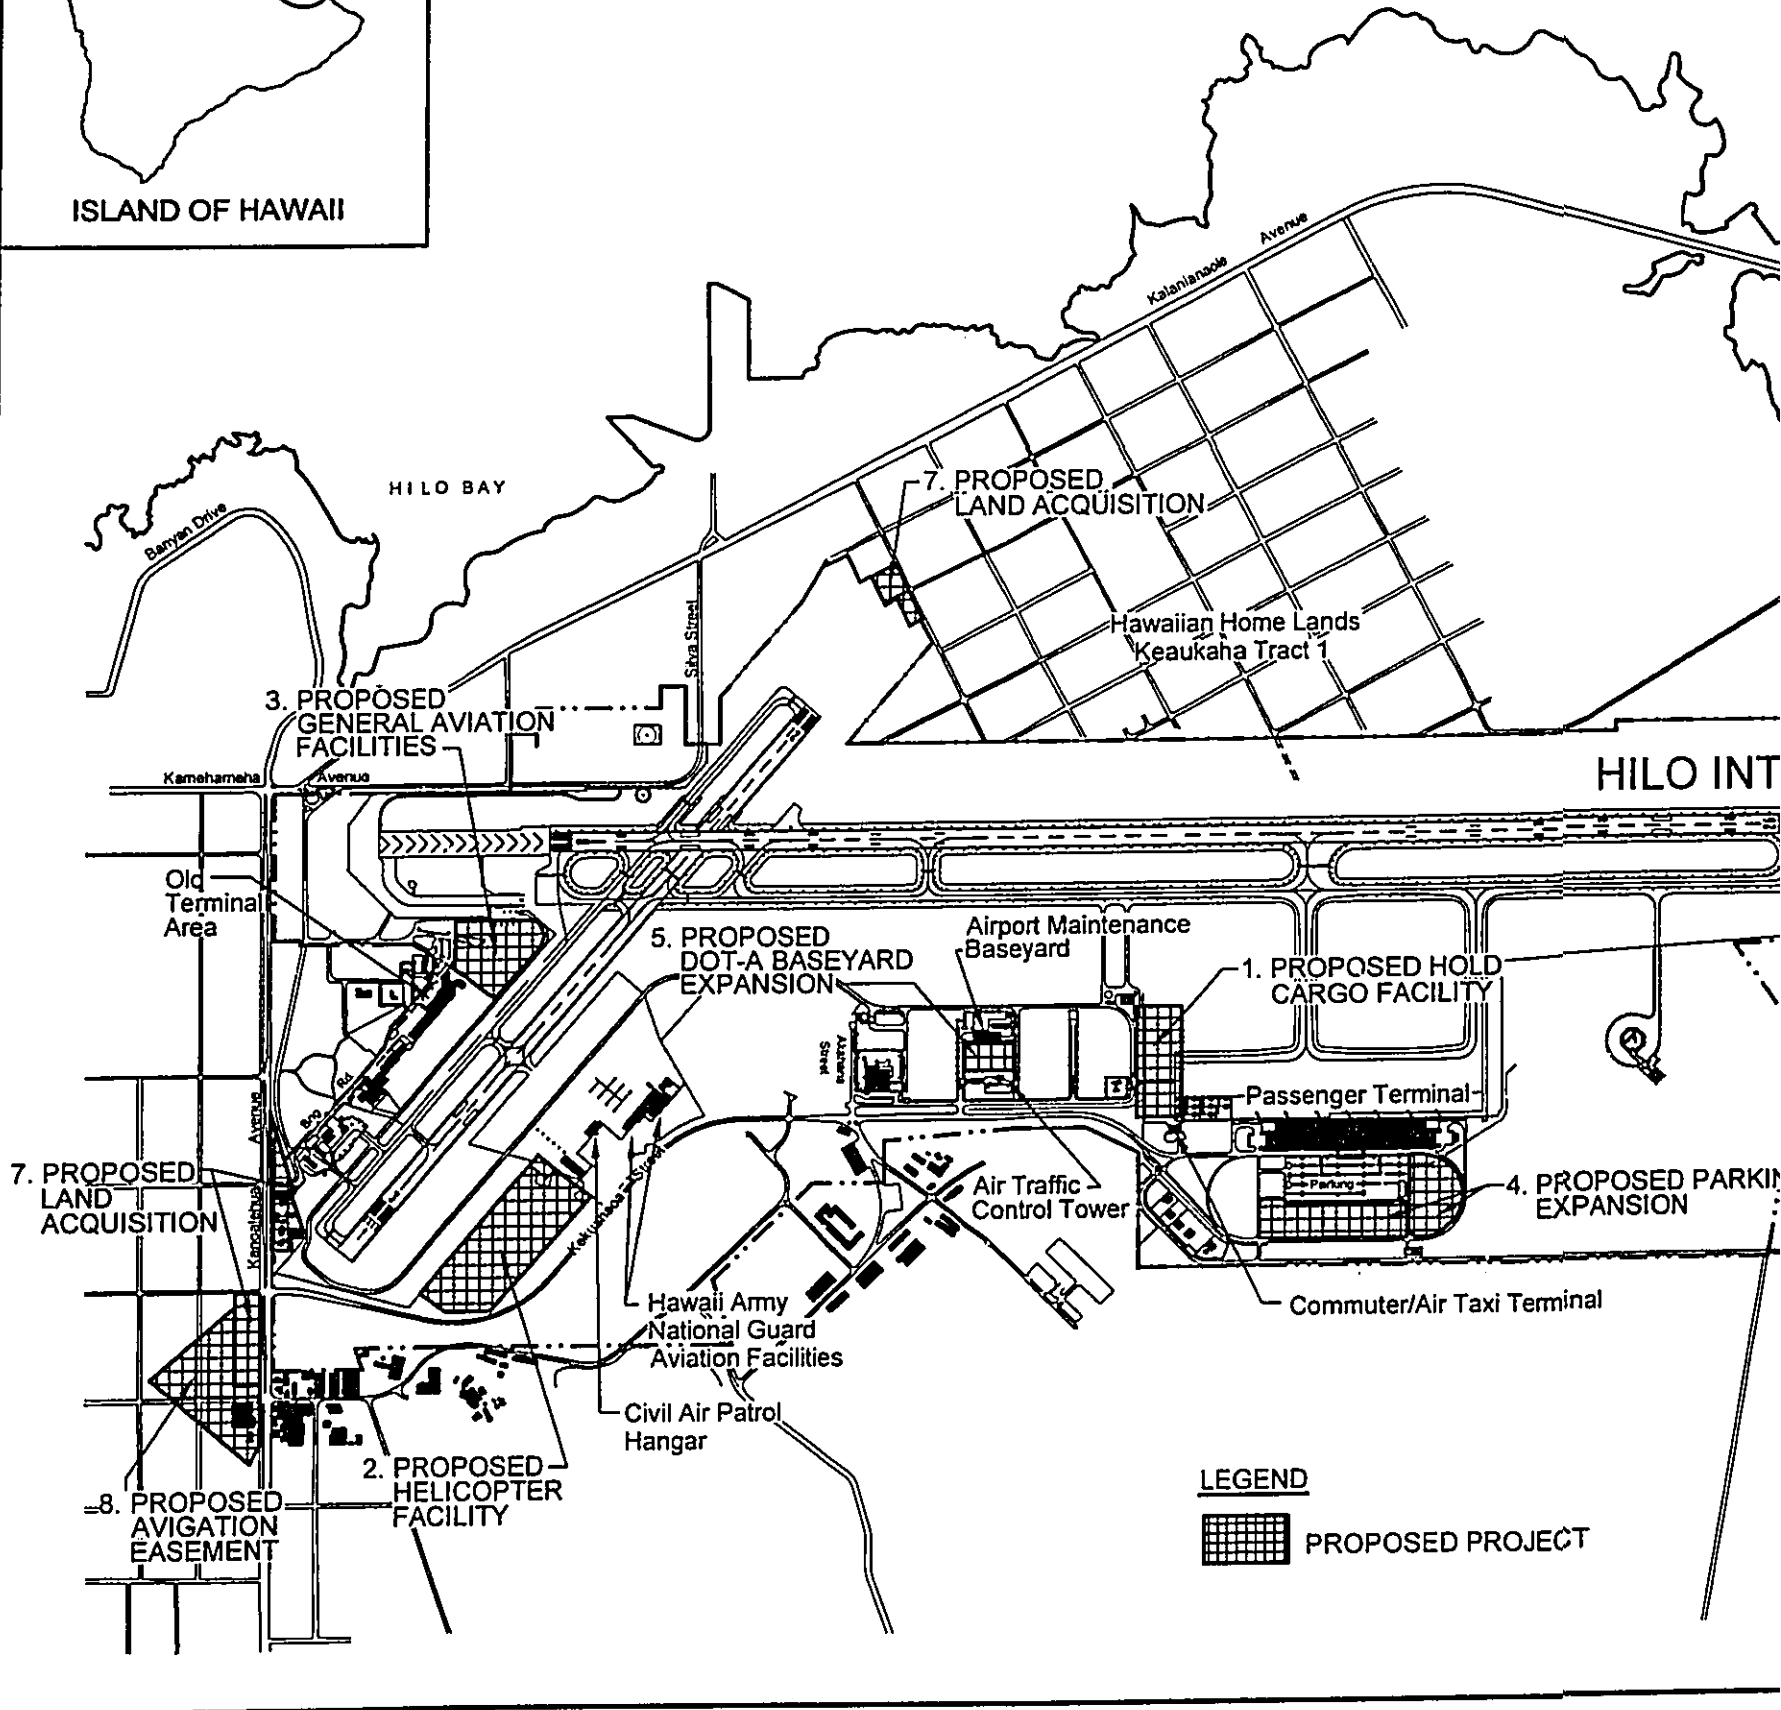 ISLAND OF HAWAII
Kalanianaole Avenue
HILO BAY
7. PROPOSED
LAND ACQUISITION
Banyan Drive
Silva Street
Hawaiian Home Lands
Keaukaha Tract 1
3. PROPOSED
GENERAL AVIATION
FACILITIES
Kamehameha Avenue
HILO INT
Old
Terminal
Area
5. PROPOSED
DOT-A BASEYARD
EXPANSION
Airport Maintenance
Baseyard
1. PROPOSED HOLD
CARGO FACILITY
Street
Rd.
Passenger Terminal
Avenue
7. PROPOSED
LAND
ACQUISITION
Street
Air Traffic
Control Tower
Parking
4. PROPOSED PARKIN
EXPANSION
Hawaii Army
National Guard
Aviation Facilities
Commuter/Air Taxi Terminal
Civil Air Patrol
Hangar
2. PROPOSED
HELICOPTER
FACILITY
8. PROPOSED
AVIGATION
EASEMENT
LEGEND
PROPOSED PROJECT